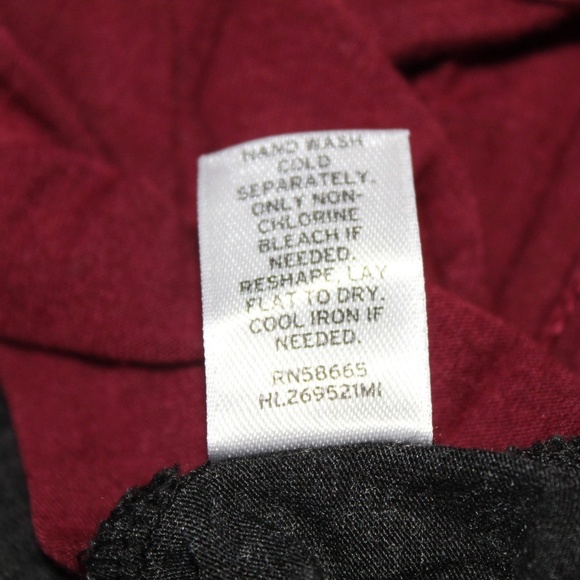 HAND WASH
COLD
SEPARATELY.
ONLY NON-
CHLORINE
BLEACH IF
NEEDED.
RESHAPE, LAY
FLAT TO DRY.
COOL IRON IF
NEEDED.
RN58665
HLZ69521MI